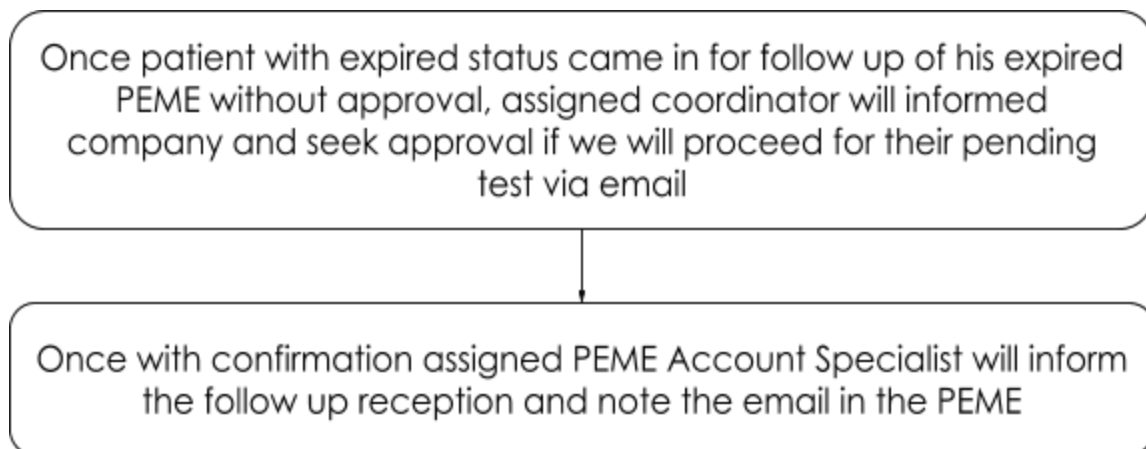 Once patient with expired status came in for follow up of his expired
PEME without approval, assigned coordinator will informed
company and seek approval if we will proceed for their pending
test via email
Once with confirmation assigned PEME Account Specialist will inform
the follow up reception and note the email in the PEME